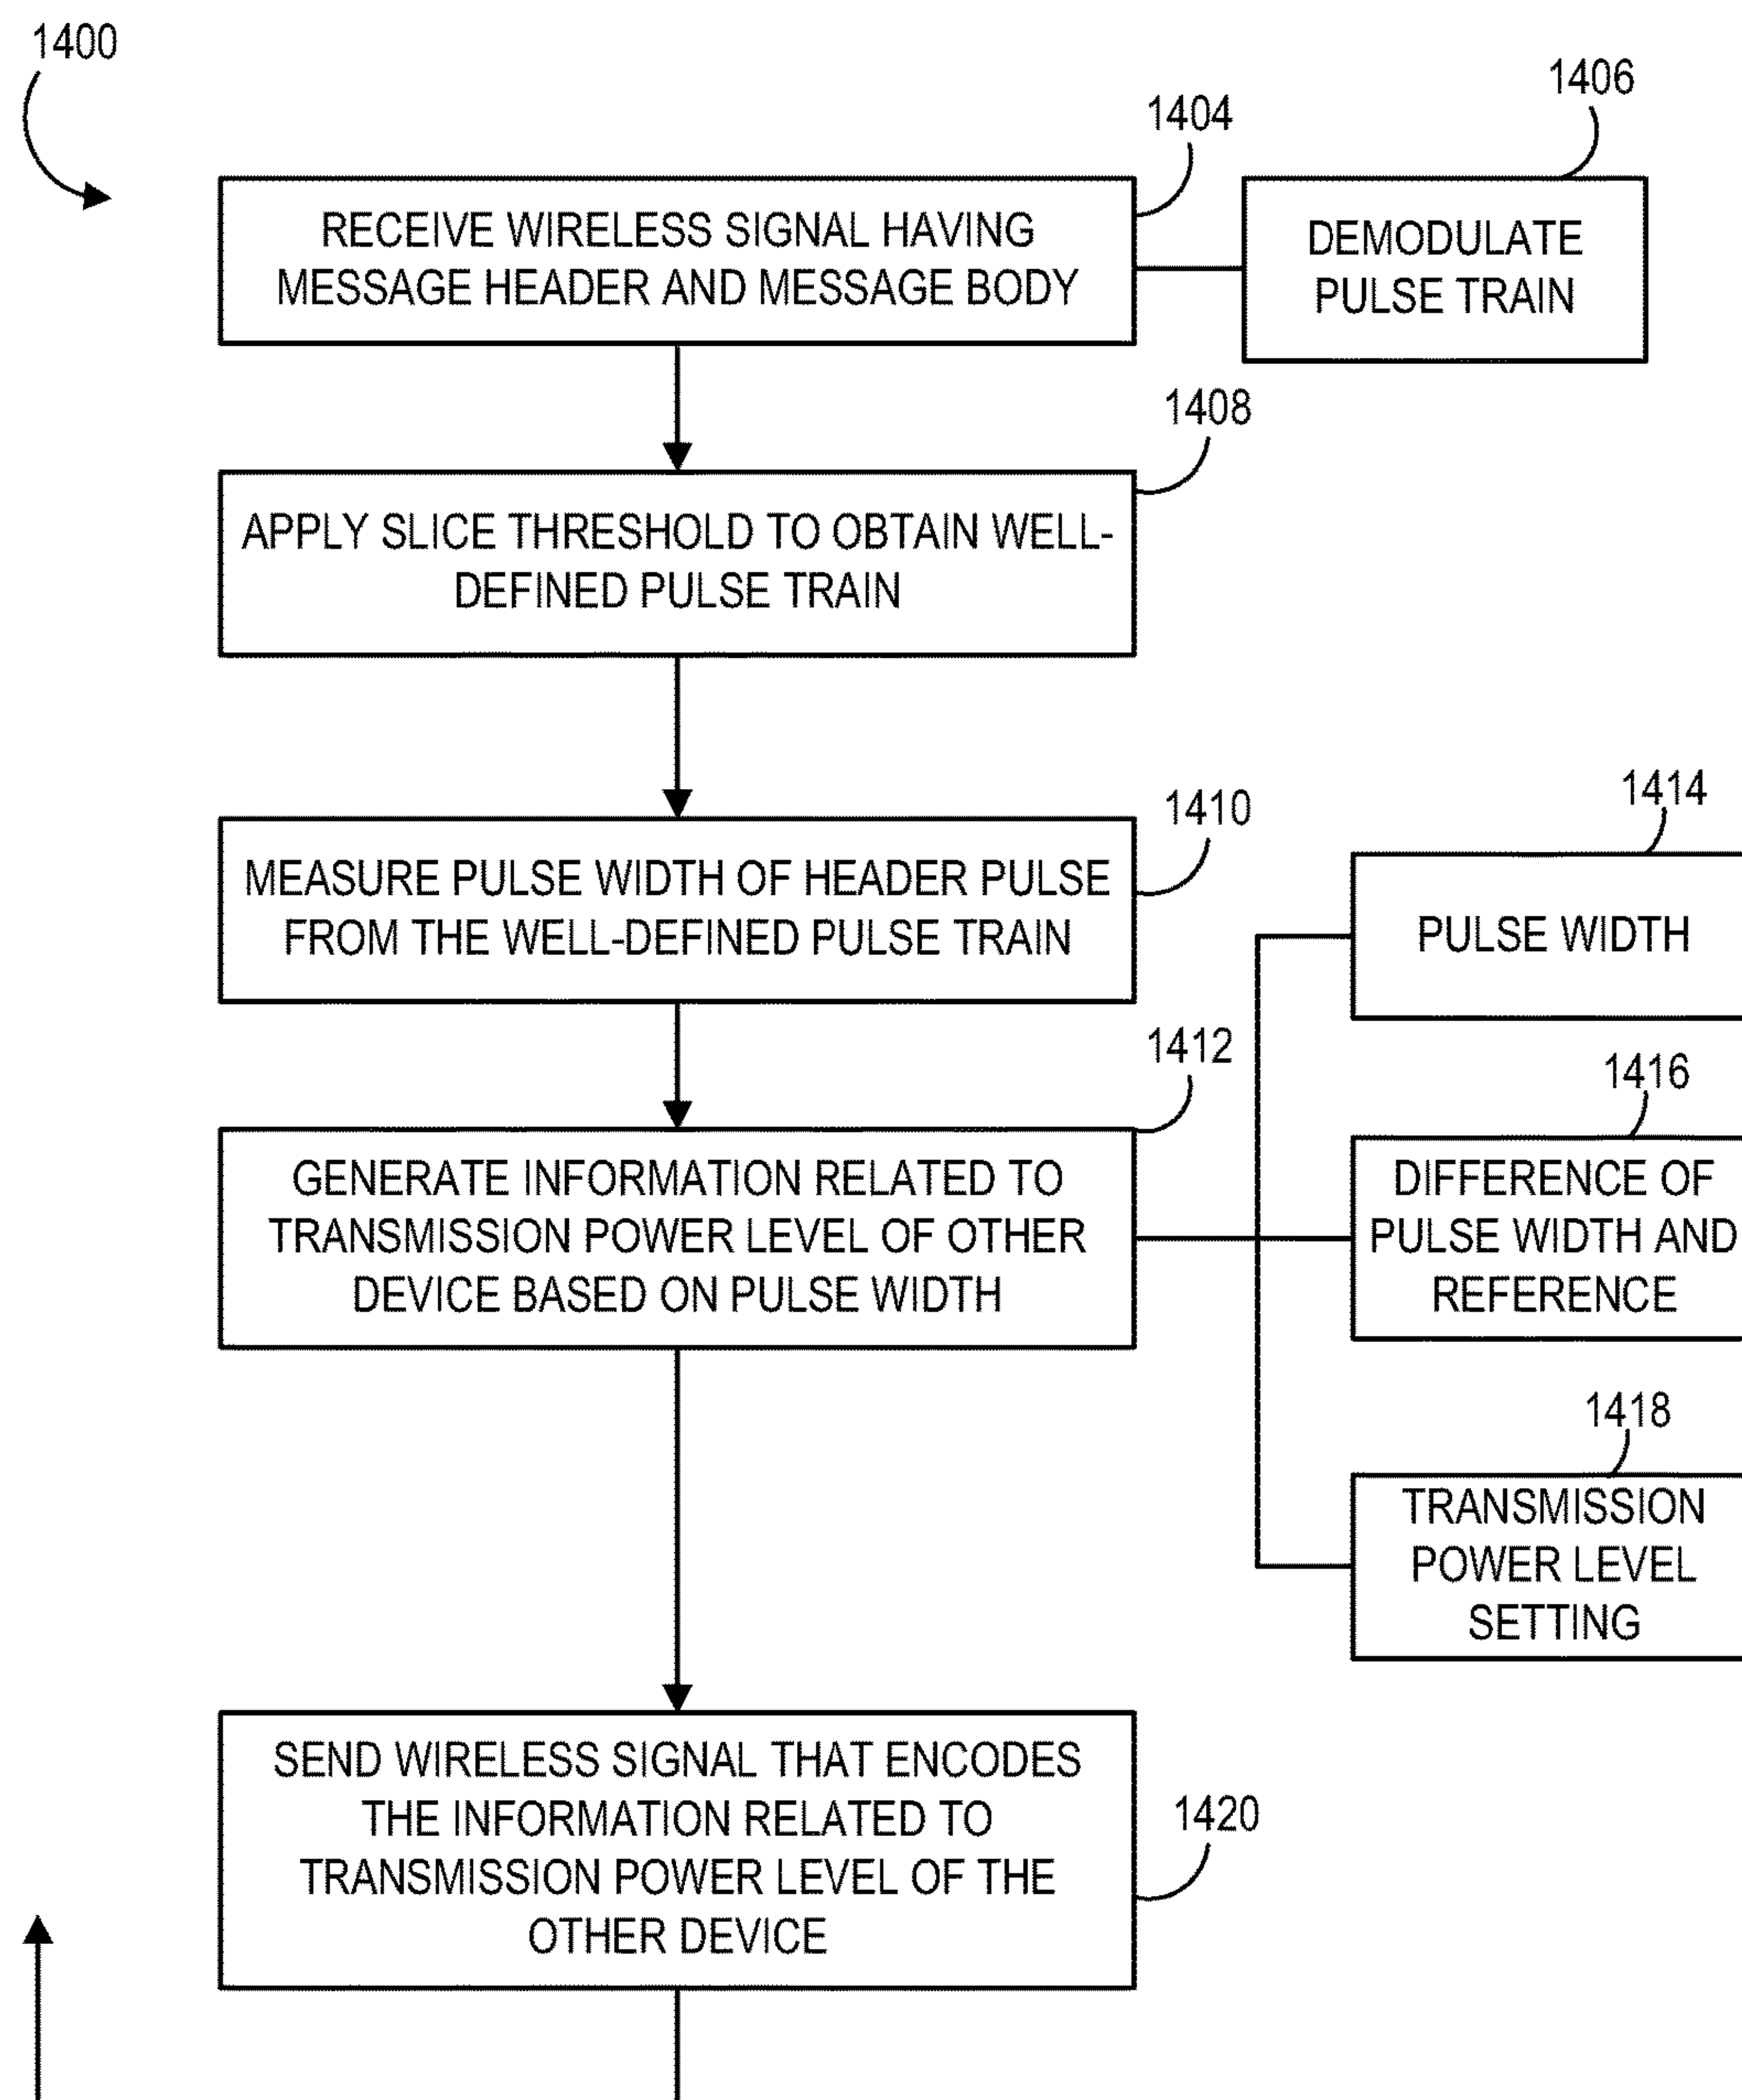 1400
1404
1406
RECEIVE WIRELESS SIGNAL HAVING
MESSAGE HEADER AND MESSAGE BODY
DEMODULATE
PULSE TRAIN
1408
APPLY SLICE THRESHOLD TO OBTAIN WELL-
DEFINED PULSE TRAIN
1410
MEASURE PULSE WIDTH OF HEADER PULSE
FROM THE WELL-DEFINED PULSE TRAIN
1414
PULSE WIDTH
1412
GENERATE INFORMATION RELATED TO
TRANSMISSION POWER LEVEL OF OTHER
DEVICE BASED ON PULSE WIDTH
1416
DIFFERENCE OF
PULSE WIDTH AND
REFERENCE
1418
TRANSMISSION
POWER LEVEL
SETTING
SEND WIRELESS SIGNAL THAT ENCODES
THE INFORMATION RELATED TO
TRANSMISSION POWER LEVEL OF THE
OTHER DEVICE
1420